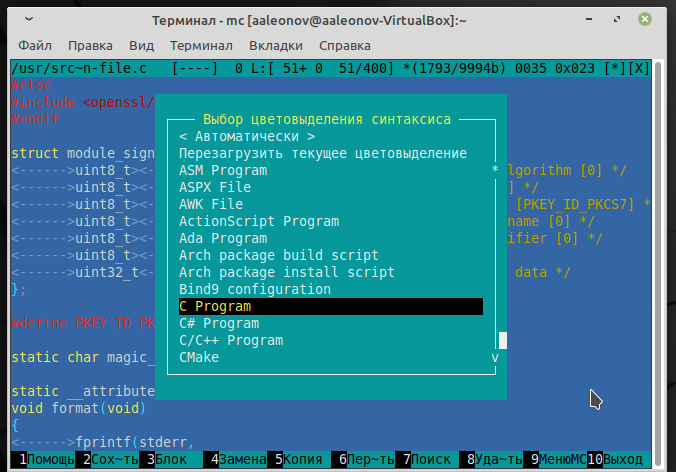 Терминал - mc [aaleonov@aaleonov-VirtualBox]:~
Файл Правка Вид Терминал Вкладки Справка
/usr/src~n-file.c [----] 0 L:[ 51+ 0 51/400] *(1793/9994b) 0035 0x023 [*][X]
#else
#include <openssl/
#endif
Выбор цветовыделения синтаксиса
< Автоматически >
struct module_sign Перезагрузить текущее цветовыделение
<------>uint8_t><- ASM Program * lgorithm [0] */
<------>uint8_t><- ASPX File ] */
<------>uint8_t><- AWK File [PKEY_ID_PKCS7] *
<------>uint8_t><- ActionScript Program name [0] */
<------>uint8_t><- Ada Program ifier [0] */
<------>uint8_t><- Arch package build script
<------>uint32_t<- Arch package install script data */
}; Bind9 configuration
C Program
#define PKEY_ID_PK C# Program
C/C++ Program
static char magic_ CMake v
static __attribute
void format(void)
{
<------>fprintf(stderr,
1Помощь 2Сох~ть 3Блок 4Замена 5Копия 6Пер~ть 7Поиск 8Уда~ть 9МенюMC 10Выход